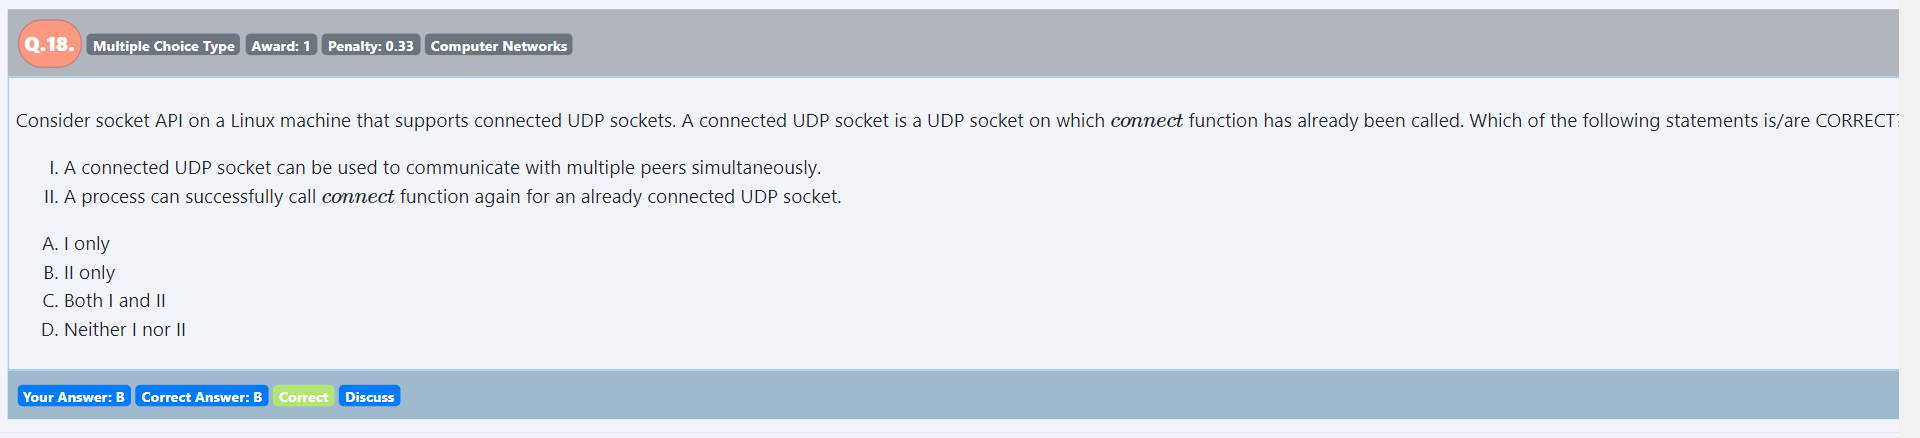 Q.18. Multiple Choice Type Award: 1 Penalty: 0.33 Computer Networks
Consider socket API on a Linux machine that supports connected UDP sockets. A connected UDP socket is a UDP socket on which connect function has already been called. Which of the following statements is/are CORRECT?
I. A connected UDP socket can be used to communicate with multiple peers simultaneously.
II. A process can successfully call connect function again for an already connected UDP socket.
A. I only
B. II only
C. Both I and II
D. Neither I nor II
Your Answer: B Correct Answer: B Correct Discuss